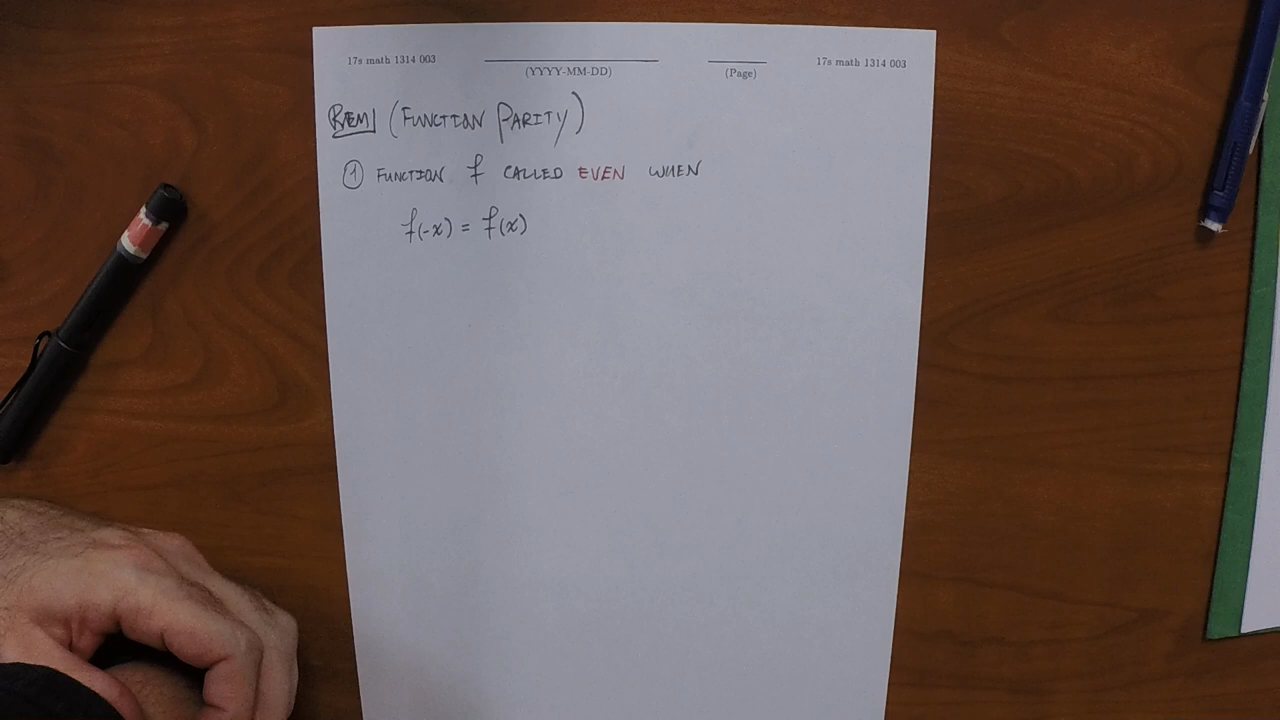 17s math 1314 003 (YYYY-MM-DD) (Page) 17s math 1314 003
REM (FUNCTION PARITY)
① FUNCTION f CALLED EVEN WHEN
f(-x) = f(x)